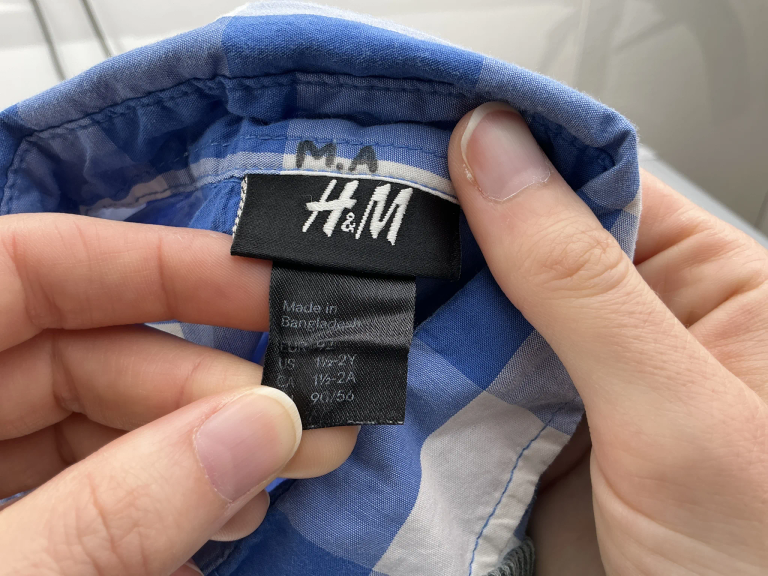 M.A
H&M
Made in
Bangladesh
EUR 92
US 1½-2Y
CA 1½-2A
90/56